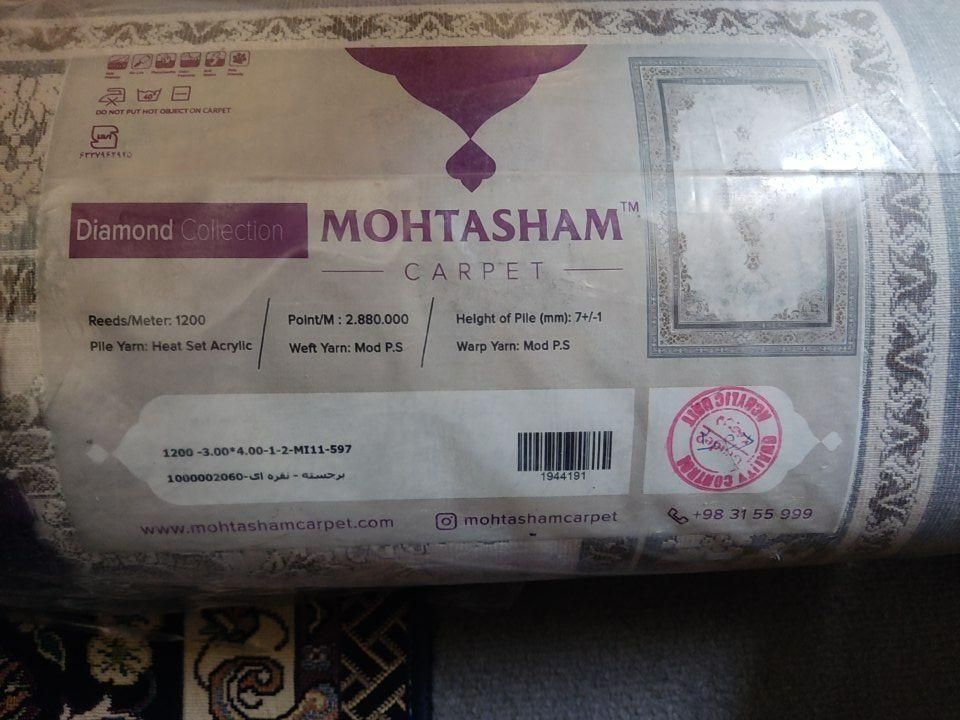 DO NOT PUT HOT OBJECT ON CARPET
۶۳۳۷۹۶۲۹۲۵
Diamond Collection
MOHTASHAM™
CARPET
Reeds/Meter: 1200
Point/M : 2.880.000
Height of Pile (mm): 7+/-1
Pile Yarn: Heat Set Acrylic
Weft Yarn: Mod P.S
Warp Yarn: Mod P.S
1200 -3.00*4.00-1-2-MI11-597
برجسته - نقره ای-1000002060
1944191
QUALITY CONTROL
www.mohtashamcarpet.com
mohtashamcarpet
+98 31 55 999